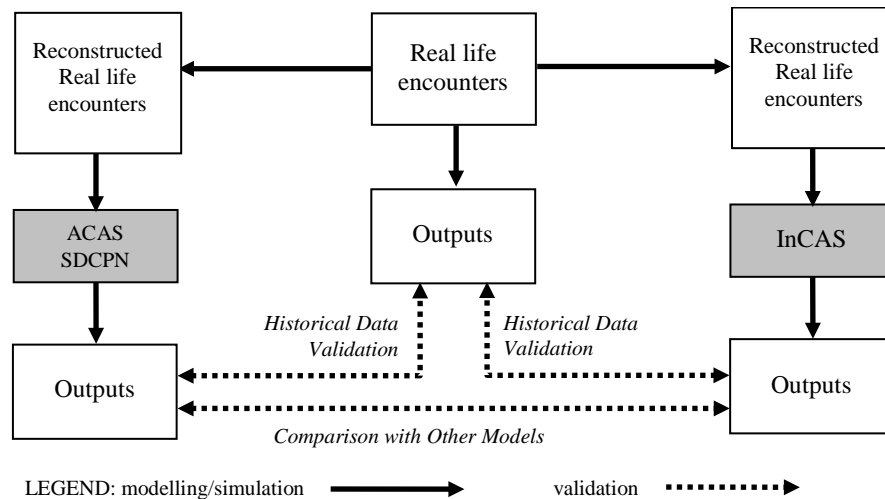 Reconstructed
Real life
encounters
Real life
encounters
Reconstructed
Real life
encounters
ACAS
SDCPN
Outputs
InCAS
Historical Data
Validation
Historical Data
Validation
Outputs
Outputs
Comparison with Other Models
LEGEND: modelling/simulation
validation